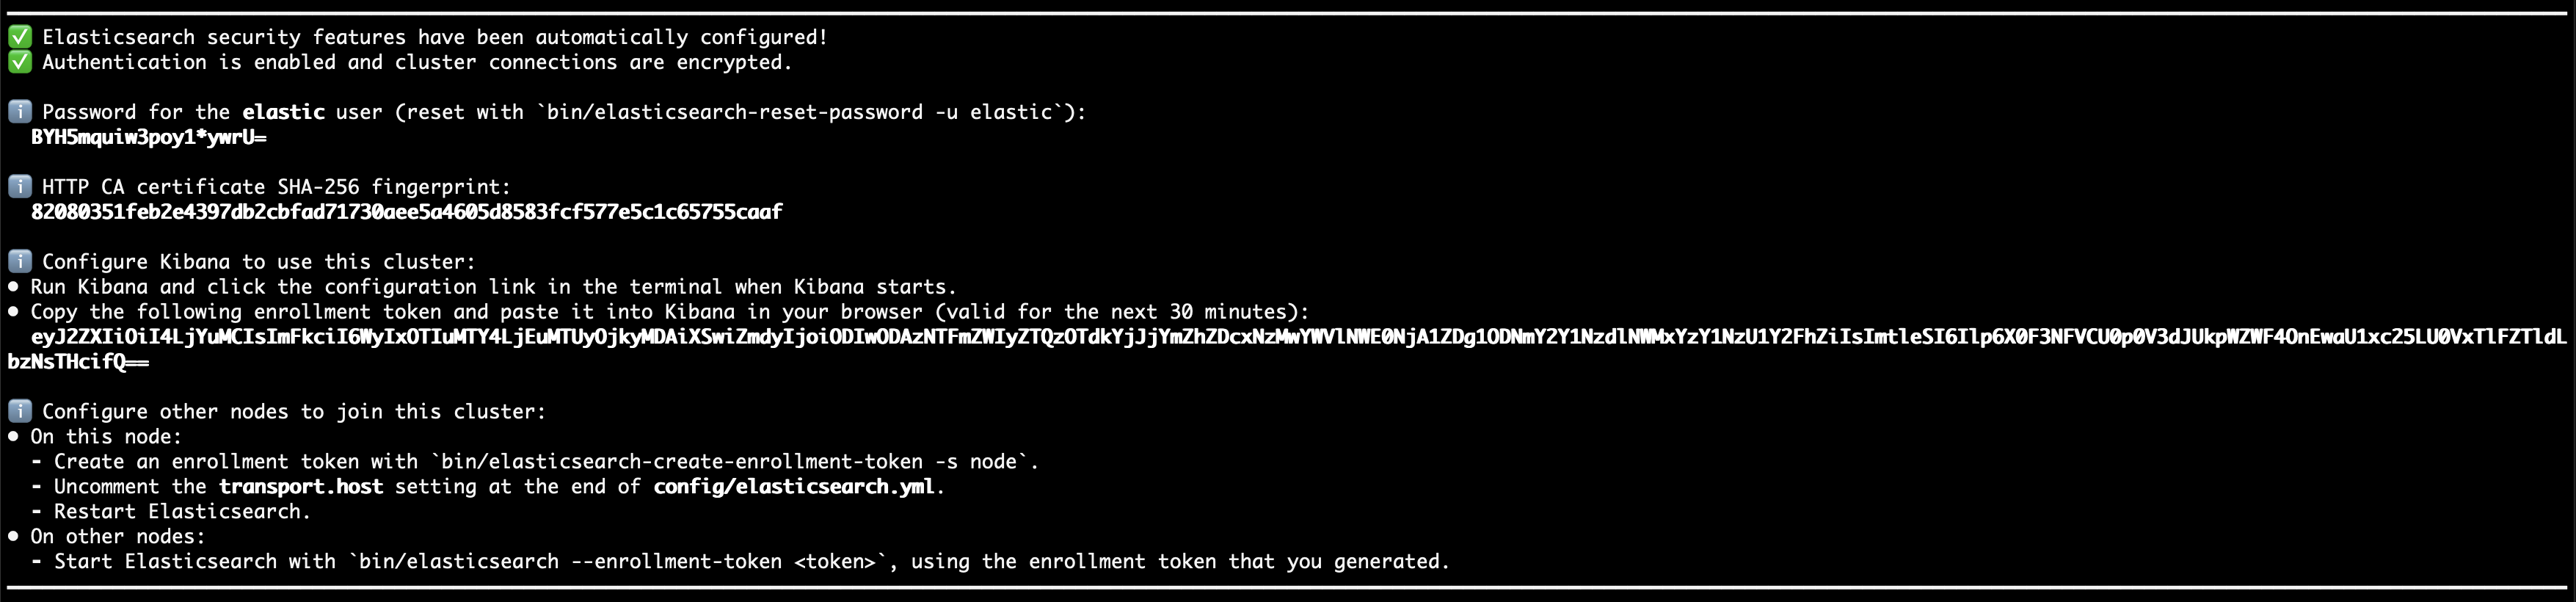 ✅ Elasticsearch security features have been automatically configured!
✅ Authentication is enabled and cluster connections are encrypted.
ℹ️ Password for the elastic user (reset with `bin/elasticsearch-reset-password -u elastic`):
BYH5mquiw3poy1*ywrU=
ℹ️ HTTP CA certificate SHA-256 fingerprint:
82080351feb2e4397db2cbfad71730aee5a4605d8583fcf577e5c1c65755caaf
ℹ️ Configure Kibana to use this cluster:
• Run Kibana and click the configuration link in the terminal when Kibana starts.
• Copy the following enrollment token and paste it into Kibana in your browser (valid for the next 30 minutes):
eyJ2ZXIiOiI4LjYuMCIsImFkciI6WyIxOTIuMTY4LjEuMTUyOjkyMDAiXSwiZmdyIjoiODIwODAzNTFmZWIyZTQzOTdkYjJjYmZhZDcxNzMwYWVlNWE0NjA1ZDg1ODNmY2Y1NzdlNWMxYzY1NzU1Y2FhZiIsImtleSI6Ilp6X0F3NFVCU0p0V3dJUkpWZWF4OnEwaU1xc25LU0VxTlFZTldL
bzNsTHcifQ==
ℹ️ Configure other nodes to join this cluster:
• On this node:
- Create an enrollment token with `bin/elasticsearch-create-enrollment-token -s node`.
- Uncomment the transport.host setting at the end of config/elasticsearch.yml.
- Restart Elasticsearch.
• On other nodes:
- Start Elasticsearch with `bin/elasticsearch --enrollment-token <token>`, using the enrollment token that you generated.